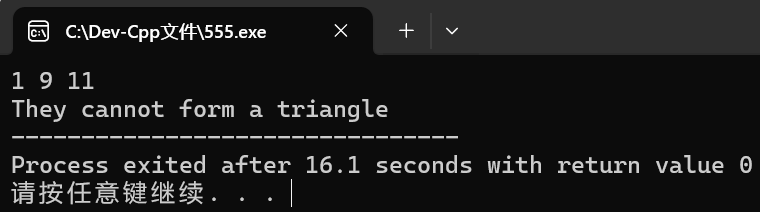 C:\Dev-Cpp文件\555.exe
1 9 11
They cannot form a triangle
--------------------------------
Process exited after 16.1 seconds with return value 0
请按任意键继续. . .